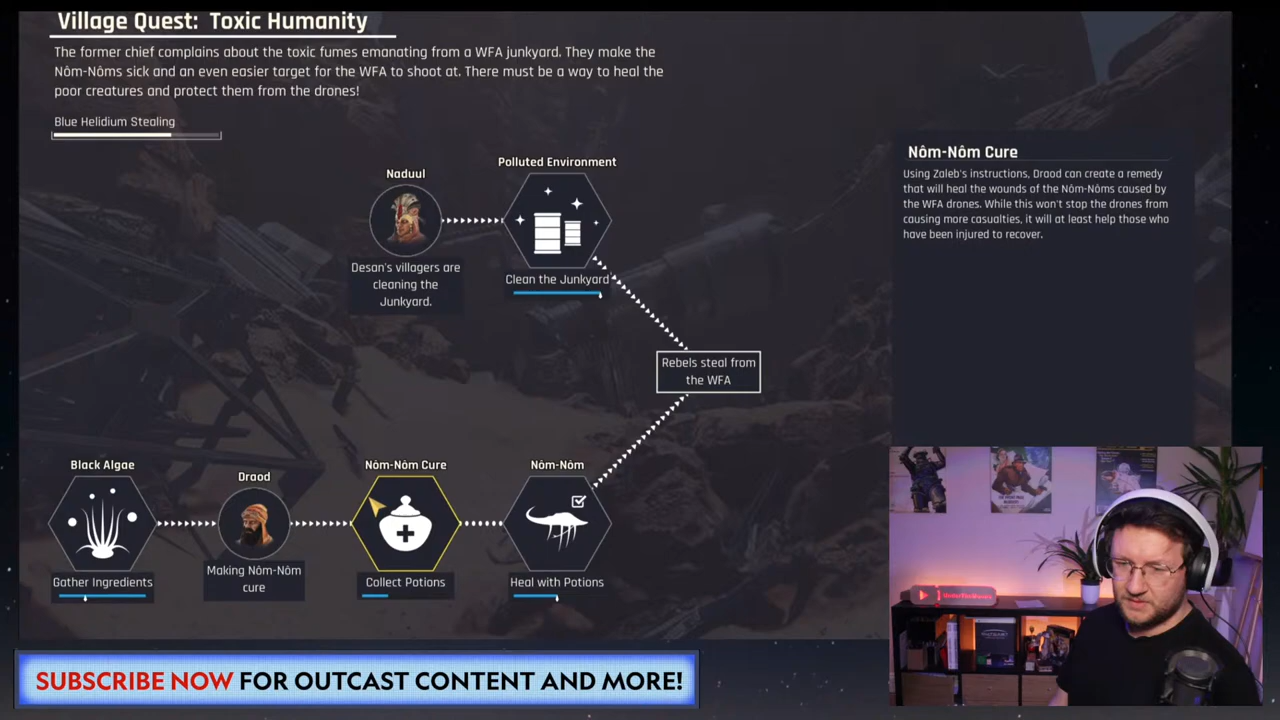 Village Quest: Toxic Humanity
The former chief complains about the toxic fumes emanating from a WFA junkyard. They make the
Nôm-Nôms sick and an even easier target for the WFA to shoot at. There must be a way to heal the
poor creatures and protect them from the drones!
Blue Helidium Stealing
Naduul
Desan's villagers are
cleaning the
Junkyard.
Polluted Environment
Clean the Junkyard
Rebels steal from
the WFA
Black Algae
Gather Ingredients
Draod
Making Nôm-Nôm
cure
Nôm-Nôm Cure
Collect Potions
Nôm-Nôm
Heal with Potions
Nôm-Nôm Cure
Using Zaleb's instructions, Draod can create a remedy
that will heal the wounds of the Nôm-Nôms caused by
the WFA drones. While this won't stop the drones from
causing more casualties, it will at least help those who
have been injured to recover.
SUBSCRIBE NOW FOR OUTCAST CONTENT AND MORE!